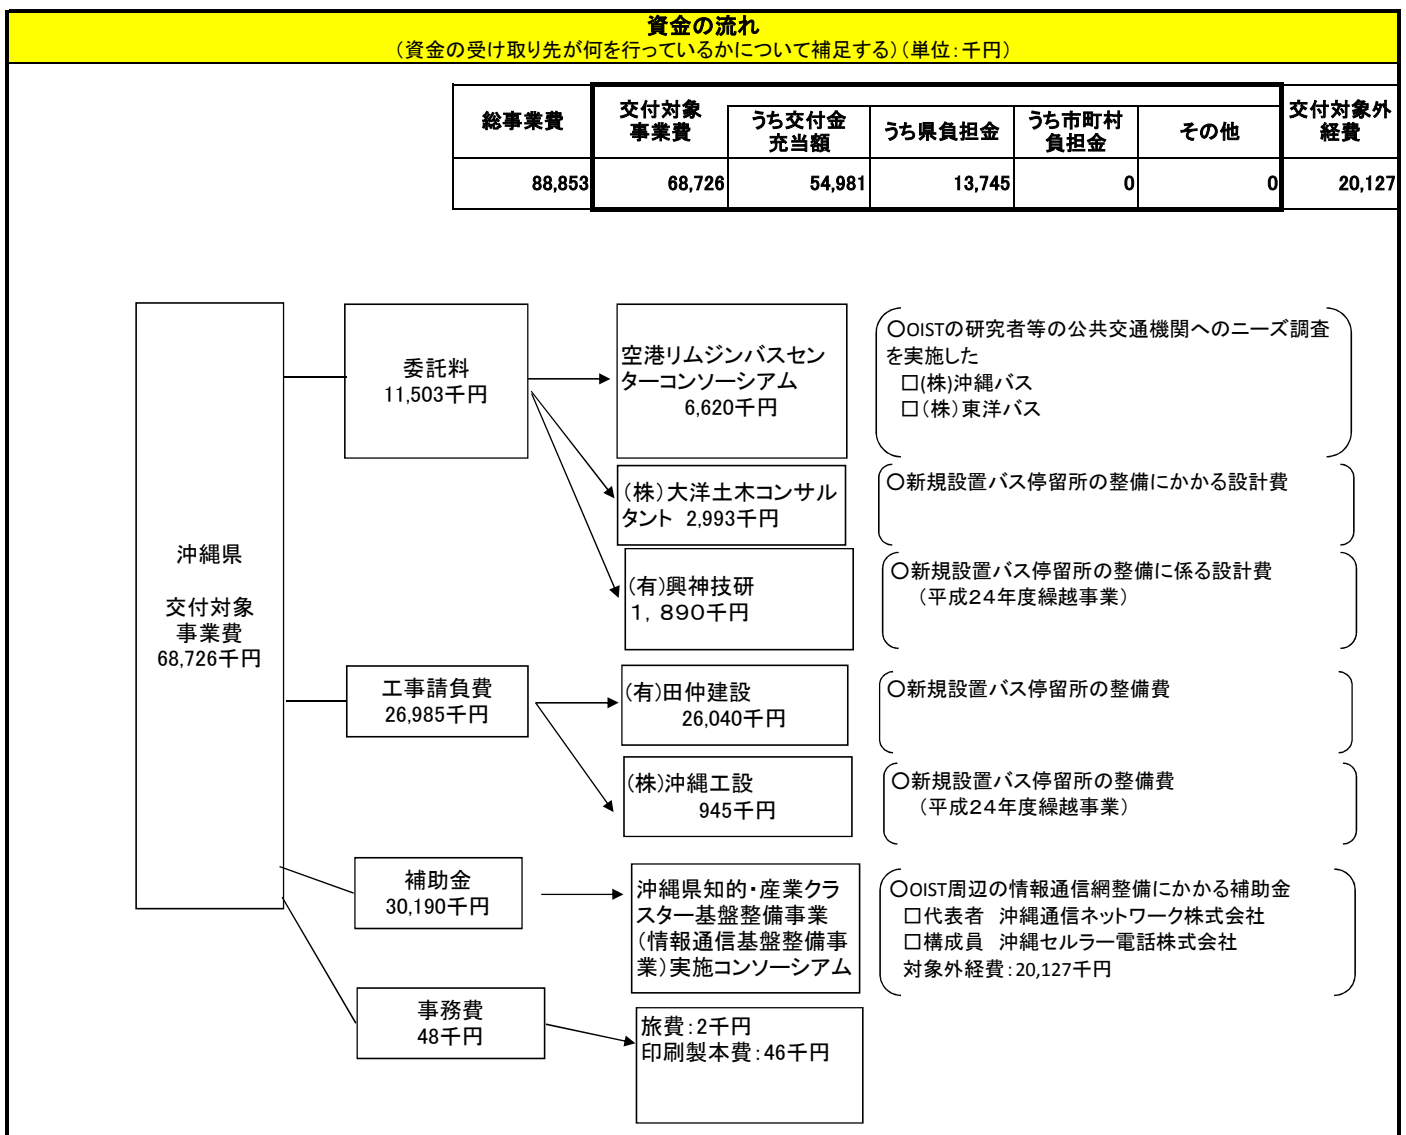 資金の流れ
（資金の受け取り先が何を行っているかについて補足する）（単位：千円）
総事業費
交付対象
事業費
うち交付金
充当額
うち県負担金
うち市町村
負担金
その他
交付対象外
経費
88,853
68,726
54,981
13,745
0
0
20,127
沖縄県
交付対象
事業費
68,726千円
委託料
11,503千円
空港リムジンバスセン
ターコンソーシアム
6,620千円
〇OISTの研究者等の公共交通機関へのニーズ調査
を実施した
□(株)沖縄バス
□（株）東洋バス
（株）大洋土木コンサル
タント 2,993千円
〇新規設置バス停留所の整備にかかる設計費
(有)興神技研
１，８９０千円
〇新規設置バス停留所の整備に係る設計費
（平成２４年度繰越事業）
工事請負費
26,985千円
(有)田仲建設
26,040千円
〇新規設置バス停留所の整備費
(株)沖縄工設
945千円
〇新規設置バス停留所の整備費
（平成２４年度繰越事業）
補助金
30,190千円
沖縄県知的・産業クラ
スター基盤整備事業
（情報通信基盤整備事
業）実施コンソーシアム
〇OIST周辺の情報通信網整備にかかる補助金
□代表者 沖縄通信ネットワーク株式会社
□構成員 沖縄セルラー電話株式会社
対象外経費：20,127千円
事務費
48千円
旅費：2千円
印刷製本費：46千円